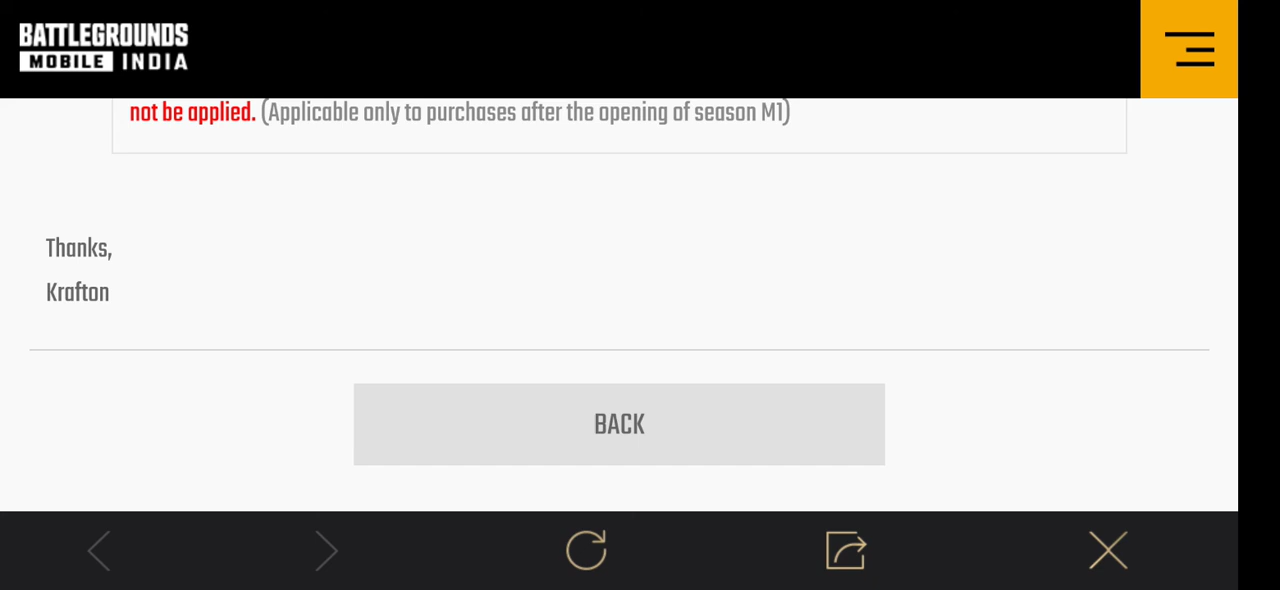 BATTLEGROUNDS
MOBILE INDIA
not be applied. (Applicable only to purchases after the opening of season M1)
Thanks,
Krafton
BACK